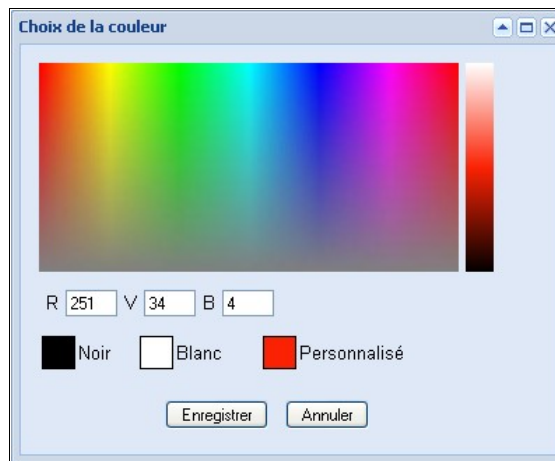 Choix de la couleur
R 251 V 34 B 4
Noir Blanc Personnalisé
Enregistrer Annuler